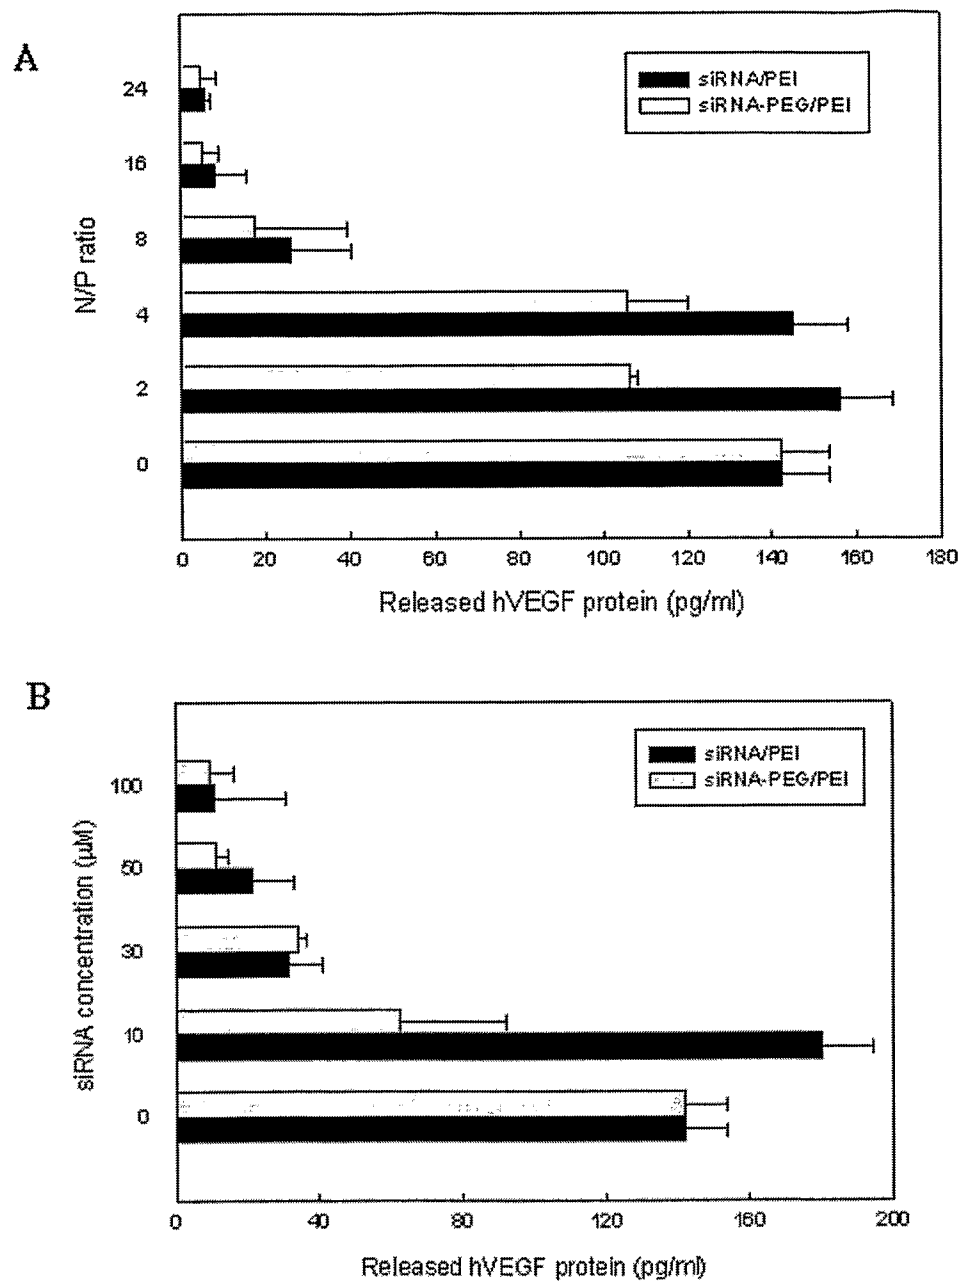 A
siRNA/PEI
siRNA-PEG/PEI
N/P ratio
24
16
8
4
2
0
0 20 40 60 80 100 120 140 160 180
Released hVEGF protein (pg/ml)
B
siRNA/PEI
siRNA-PEG/PEI
siRNA concentration (µM)
100
50
30
10
0
0 40 80 120 160 200
Released hVEGF protein (pg/ml)